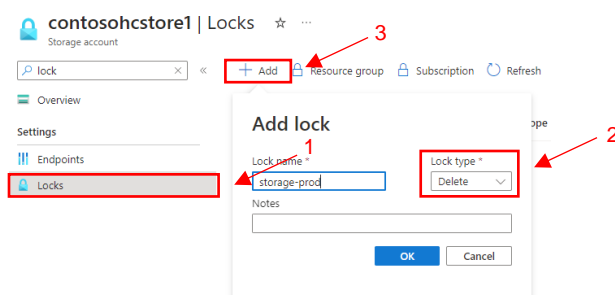 contosohcstore1 | Locks ☆ ...
Storage account
3
lock × «
+ Add Resource group Subscription Refresh
Overview
Settings
Endpoints
Locks
Add lock
ope
1
2
Lock name *
Lock type *
storage-prod
Delete
Notes
OK Cancel